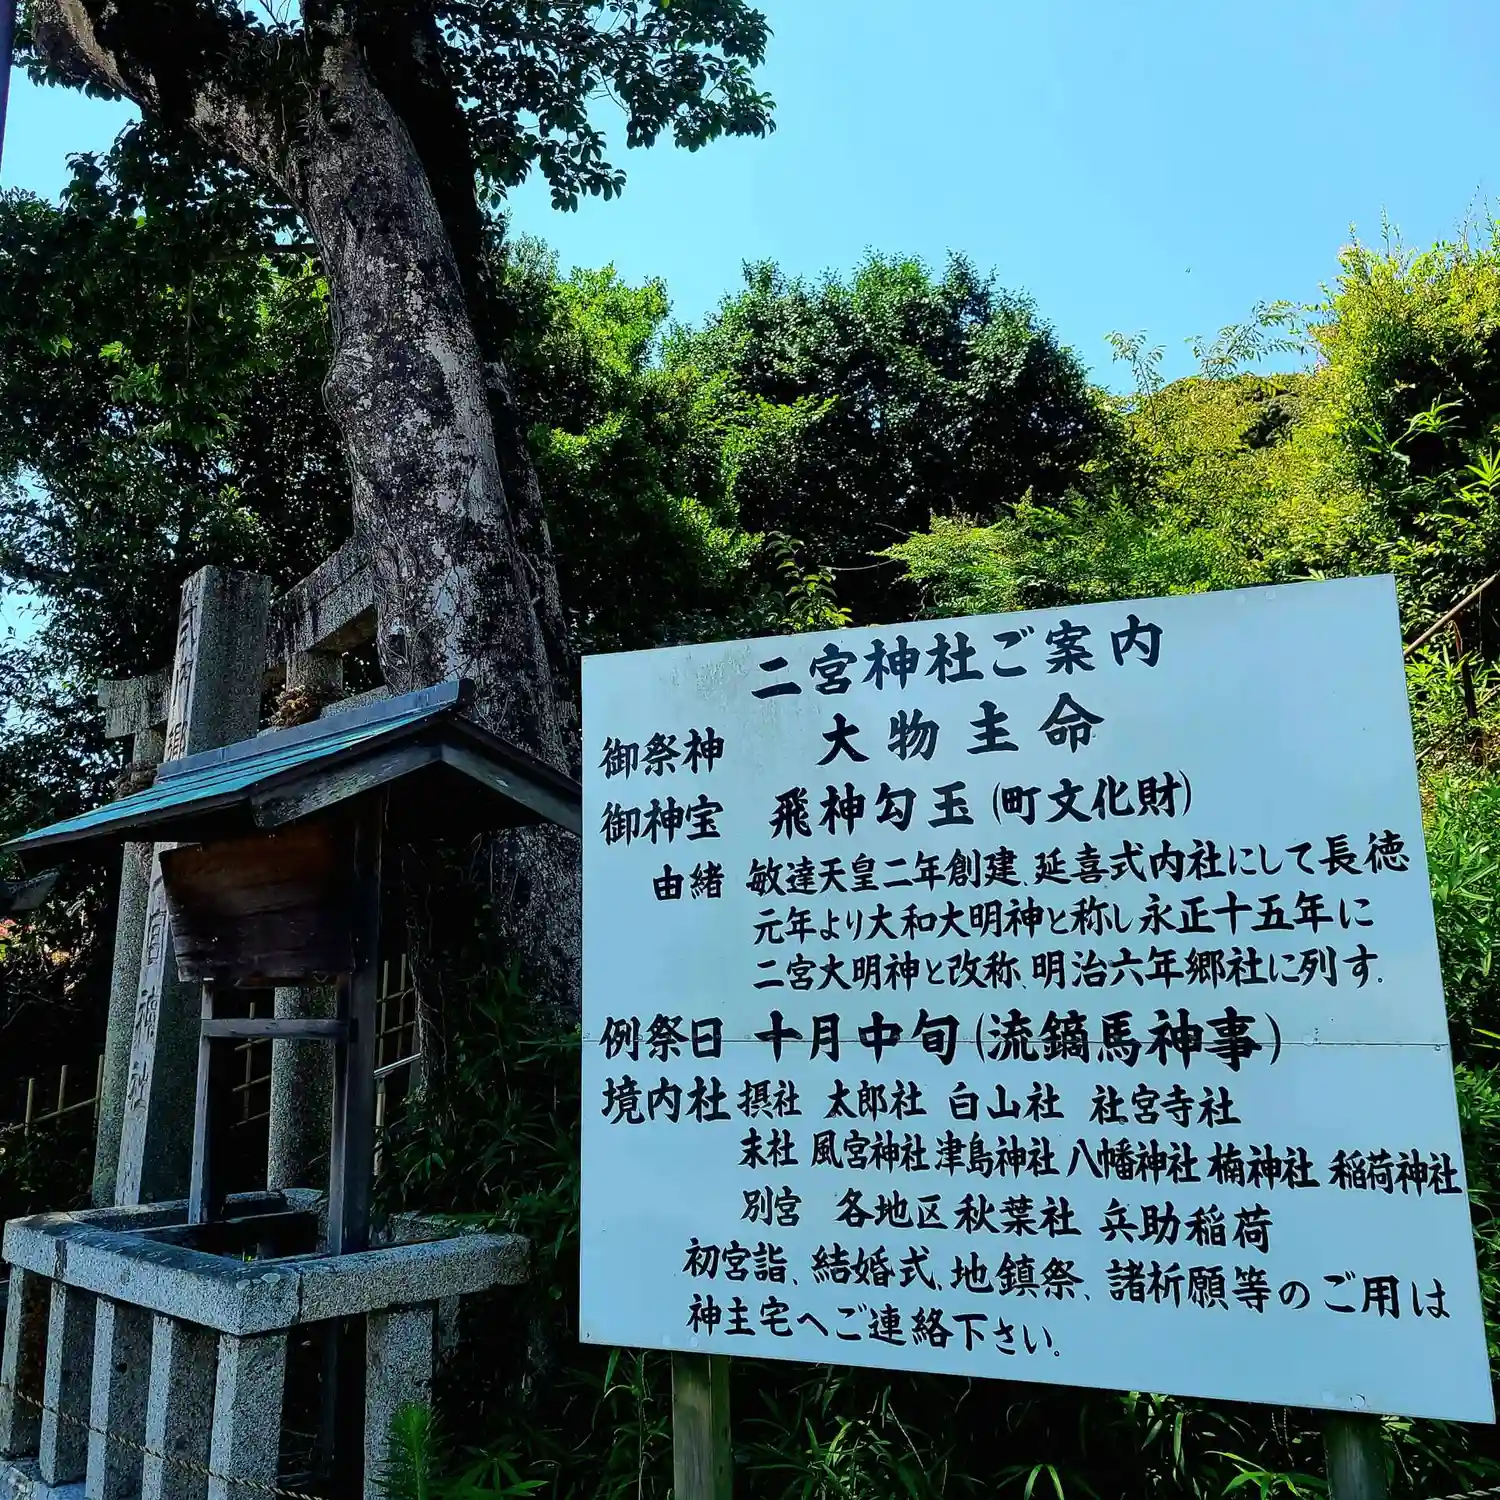 二宮神社ご案内
御祭神 大物主命
御神宝 飛神勾玉(町文化財)
由緒 敏達天皇二年創建、延喜式内社にして長徳
元年より大和大明神と称し永正十五年に
二宮大明神と改称、明治六年郷社に列す.
例祭日 十月中旬(流鏑馬神事)
境内社 摂社 太郎社 白山社 社宮寺社
末社 風宮神社 津島神社 八幡神社 楠神社 稲荷神社
別宮 各地区秋葉社 兵助稲荷
初宮詣、結婚式、地鎮祭、諸祈願等のご用は
神主宅へご連絡下さい。